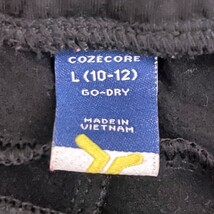 COZECORE
L (10-12)
GO-DRY
MADE IN
VIETNAM